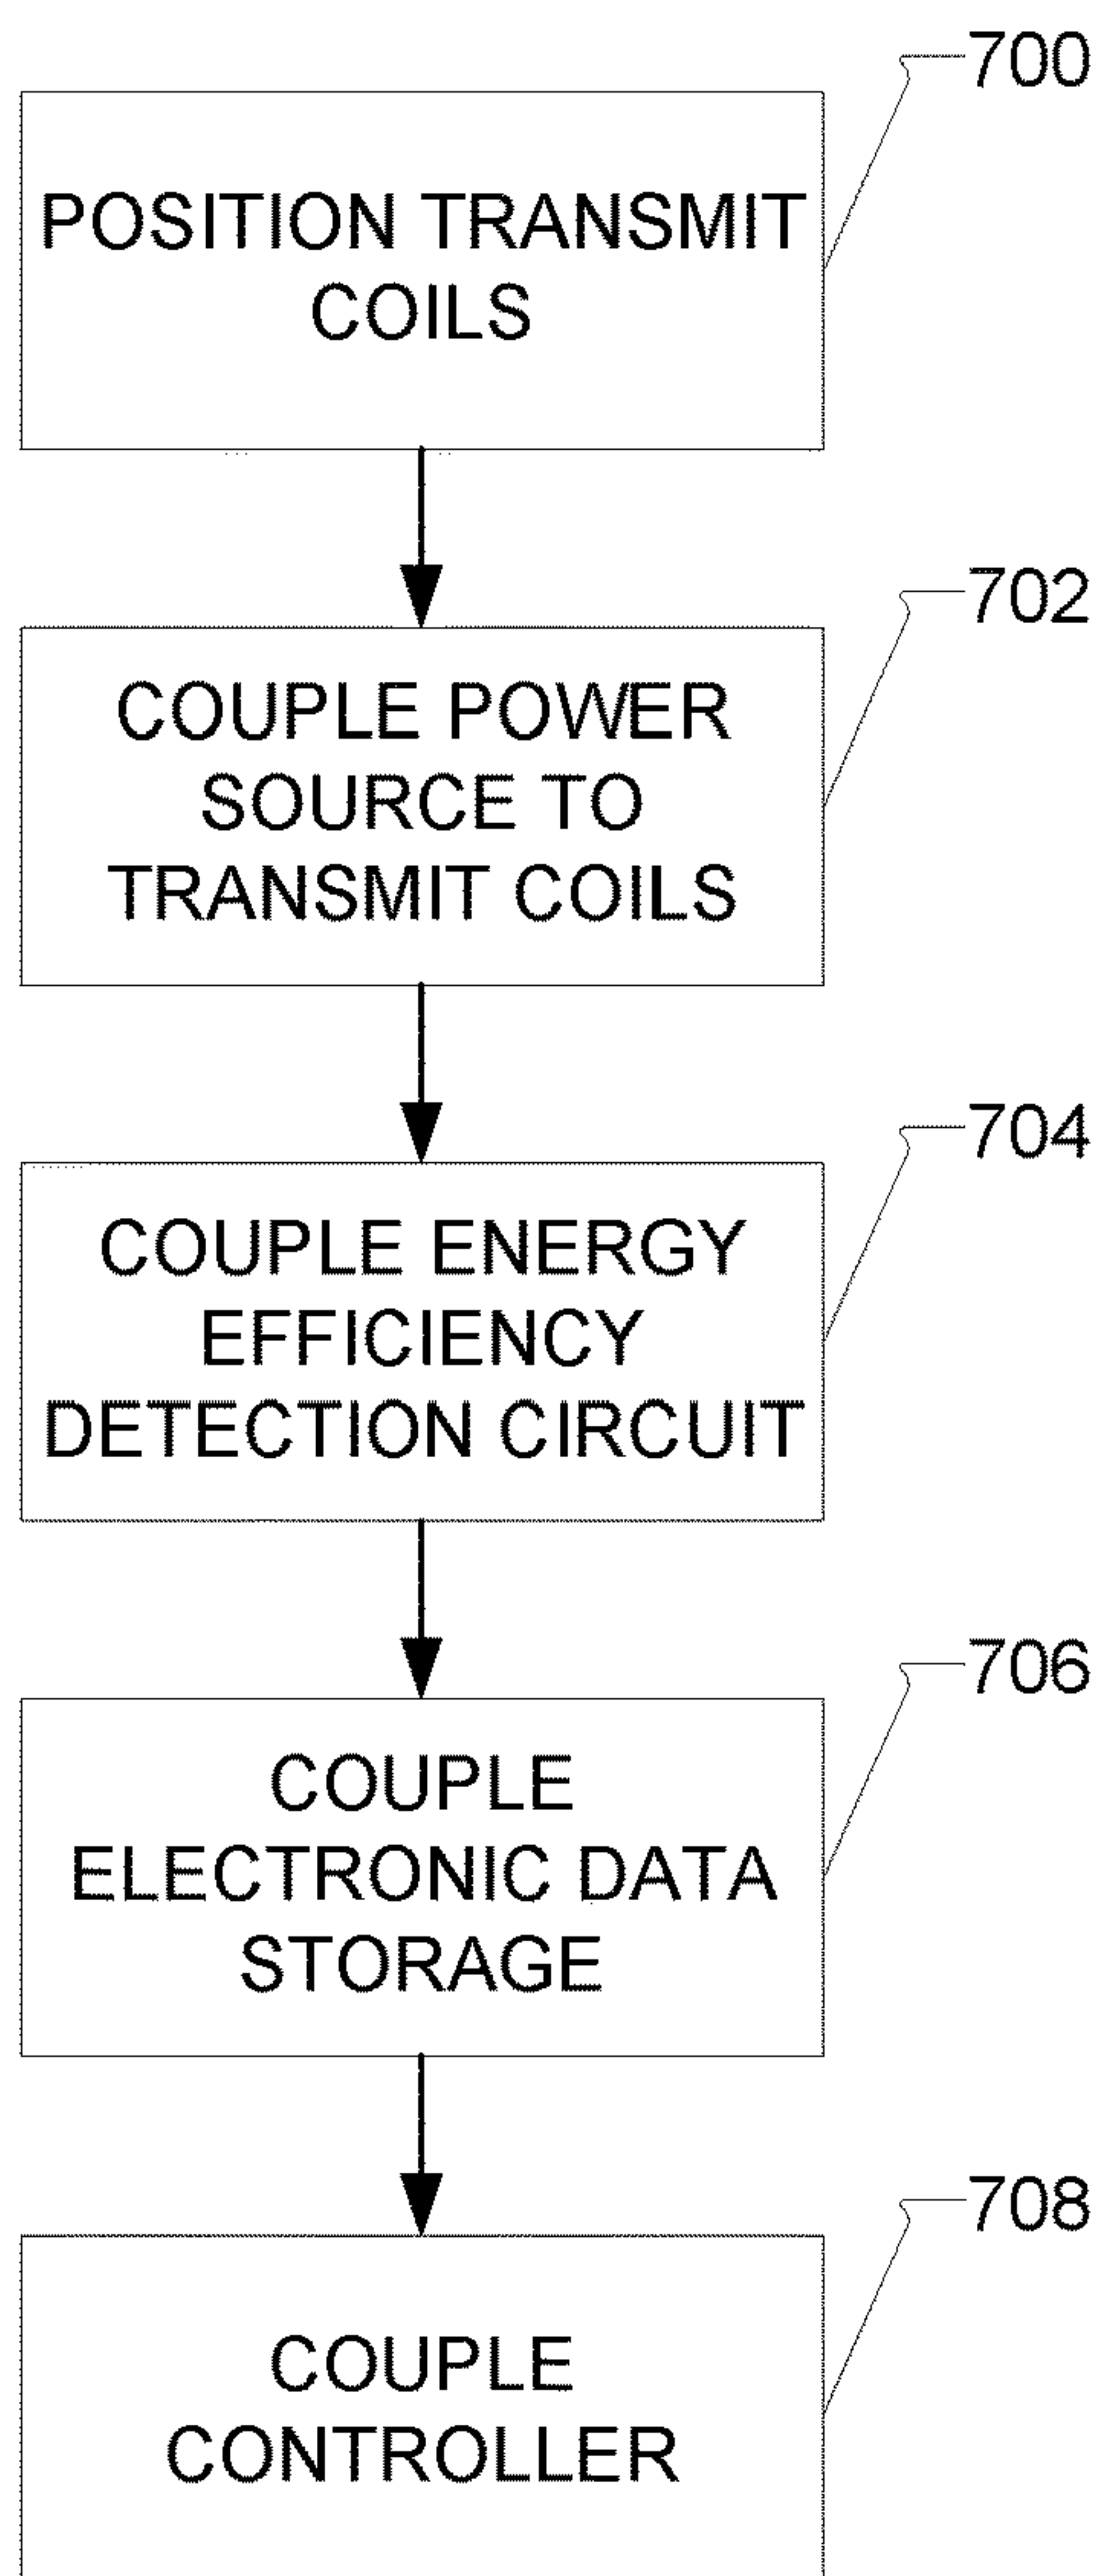 700
POSITION TRANSMIT
COILS
702
COUPLE POWER
SOURCE TO
TRANSMIT COILS
704
COUPLE ENERGY
EFFICIENCY
DETECTION CIRCUIT
706
COUPLE
ELECTRONIC DATA
STORAGE
708
COUPLE
CONTROLLER